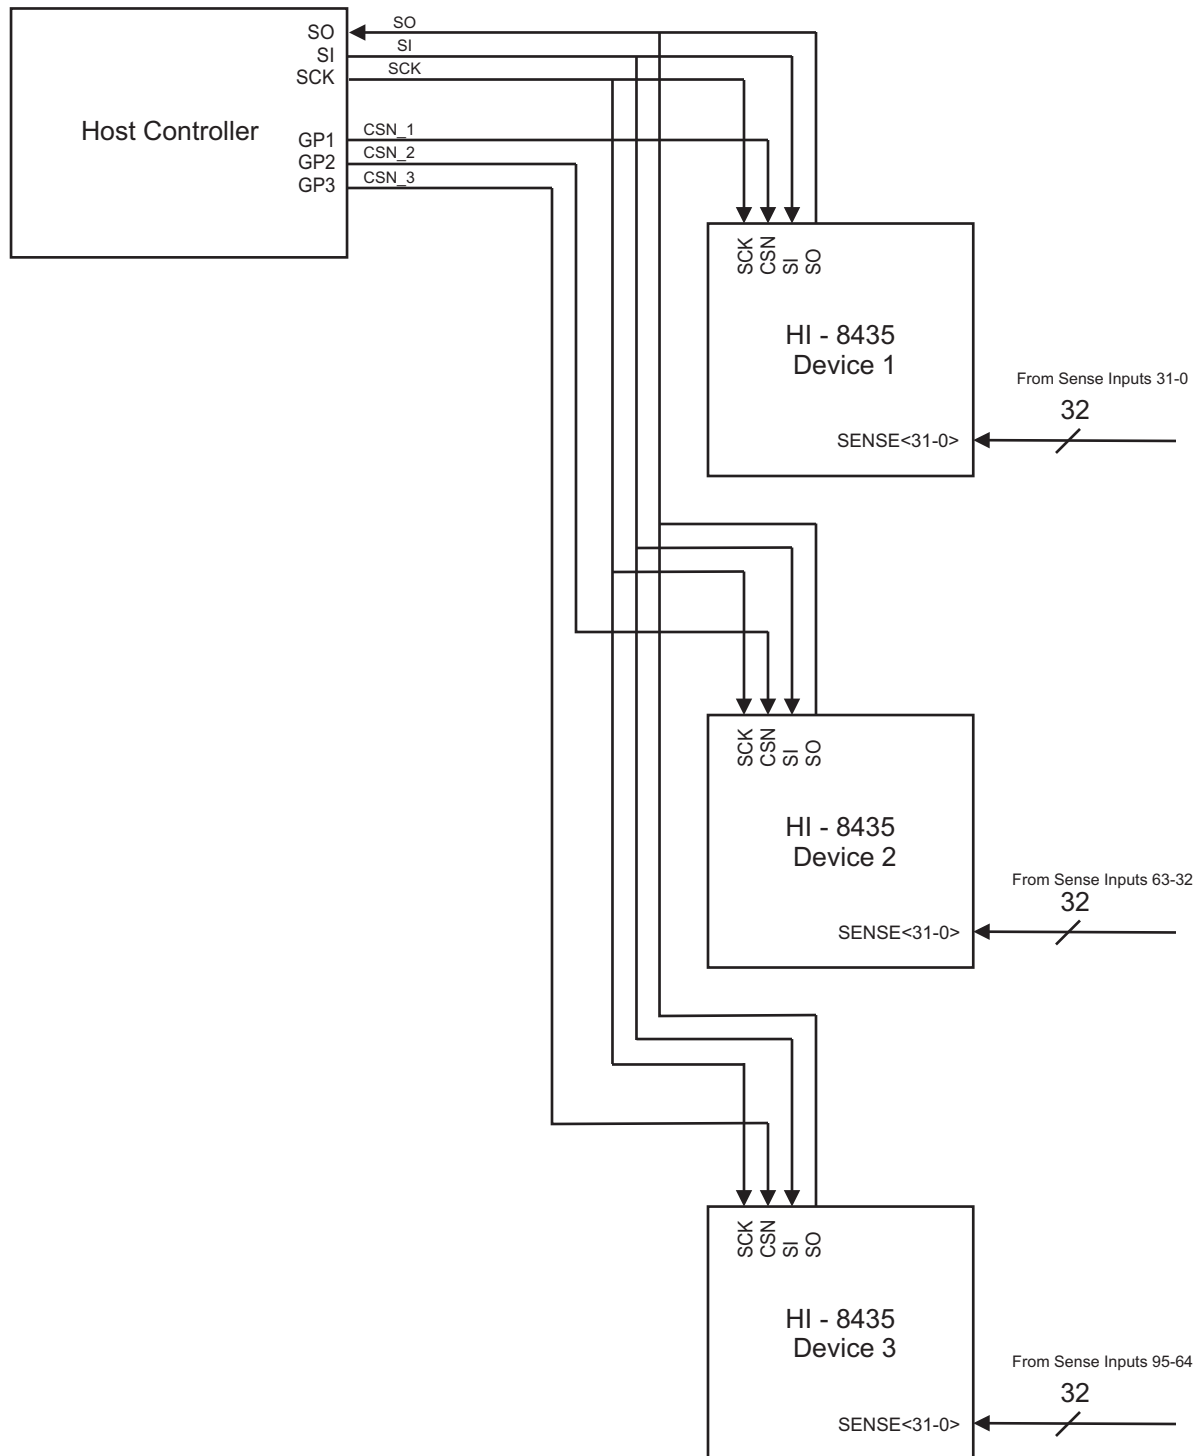 SO
SI
SCK
Host Controller
GP1
GP2
GP3
SO
SI
SCK
CSN_1
CSN_2
CSN_3
SCK
CSN
SI
SO
HI - 8435
Device 1
SENSE<31-0>
From Sense Inputs 31-0
32
SCK
CSN
SI
SO
HI - 8435
Device 2
SENSE<31-0>
From Sense Inputs 63-32
32
SCK
CSN
SI
SO
HI - 8435
Device 3
SENSE<31-0>
From Sense Inputs 95-64
32